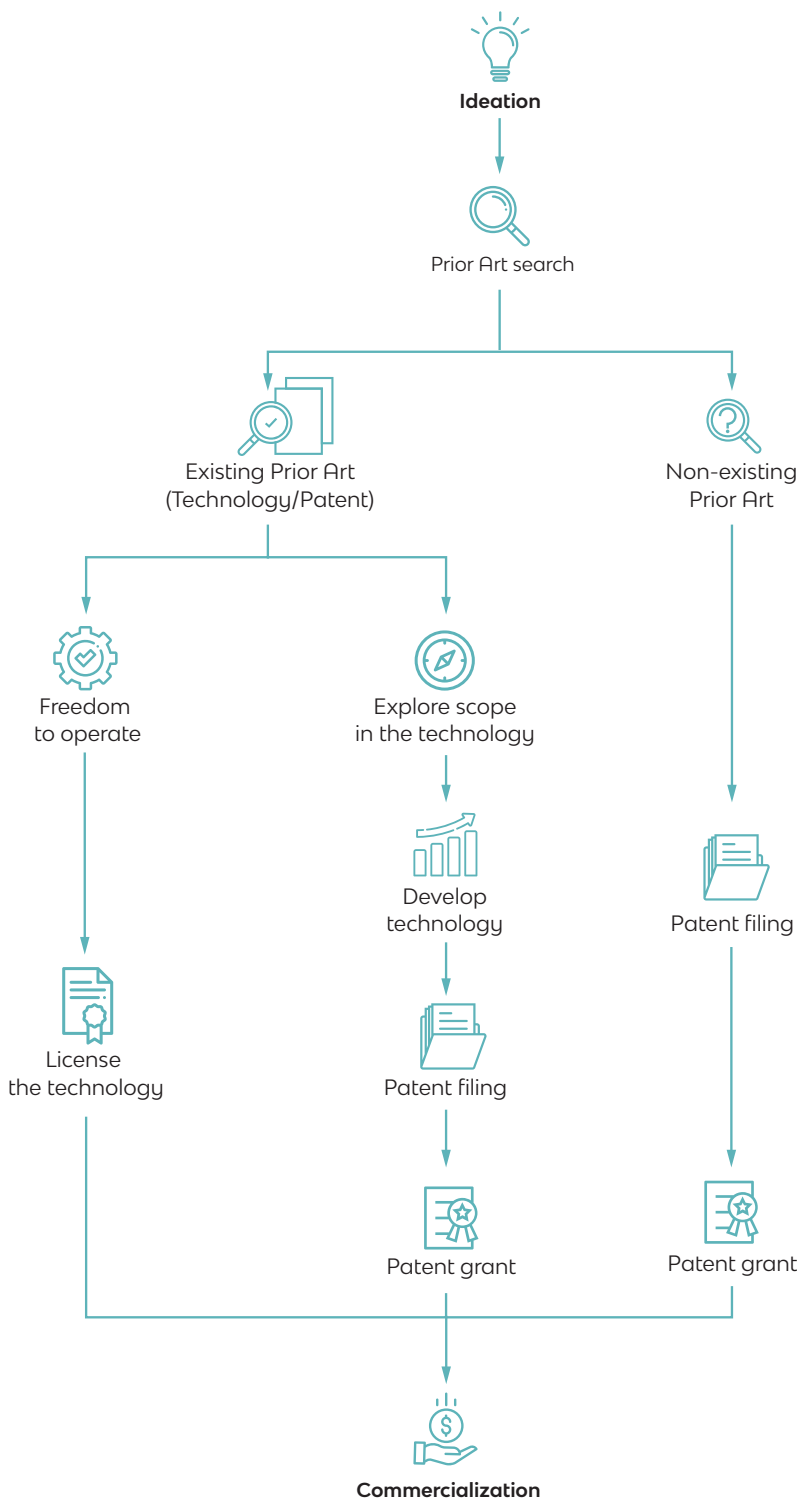 Ideation
Prior Art search
Existing Prior Art
(Technology/Patent)
Non-existing
Prior Art
Freedom
to operate
Explore scope
in the technology
Develop
technology
Patent filing
License
the technology
Patent filing
Patent grant
Patent grant
$
Commercialization